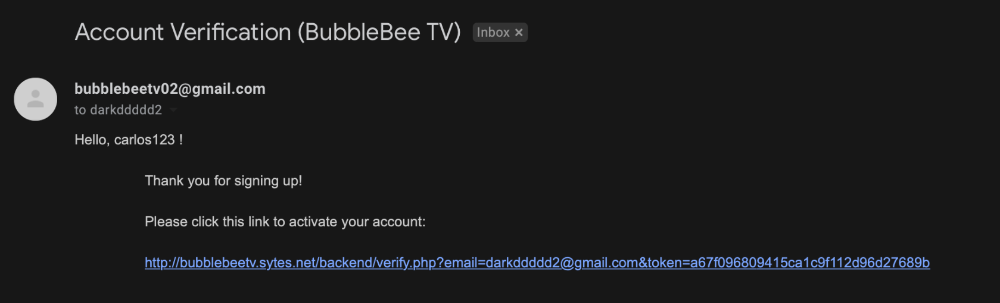 Account Verification (BubbleBee TV) Inbox ×
bubblebeetv02@gmail.com
to darkddddd2
Hello, carlos123 !
Thank you for signing up!
Please click this link to activate your account:
http://bubblebeetv.sytes.net/backend/verify.php?email=darkddddd2@gmail.com&token=a67f096809415ca1c9f112d96d27689b